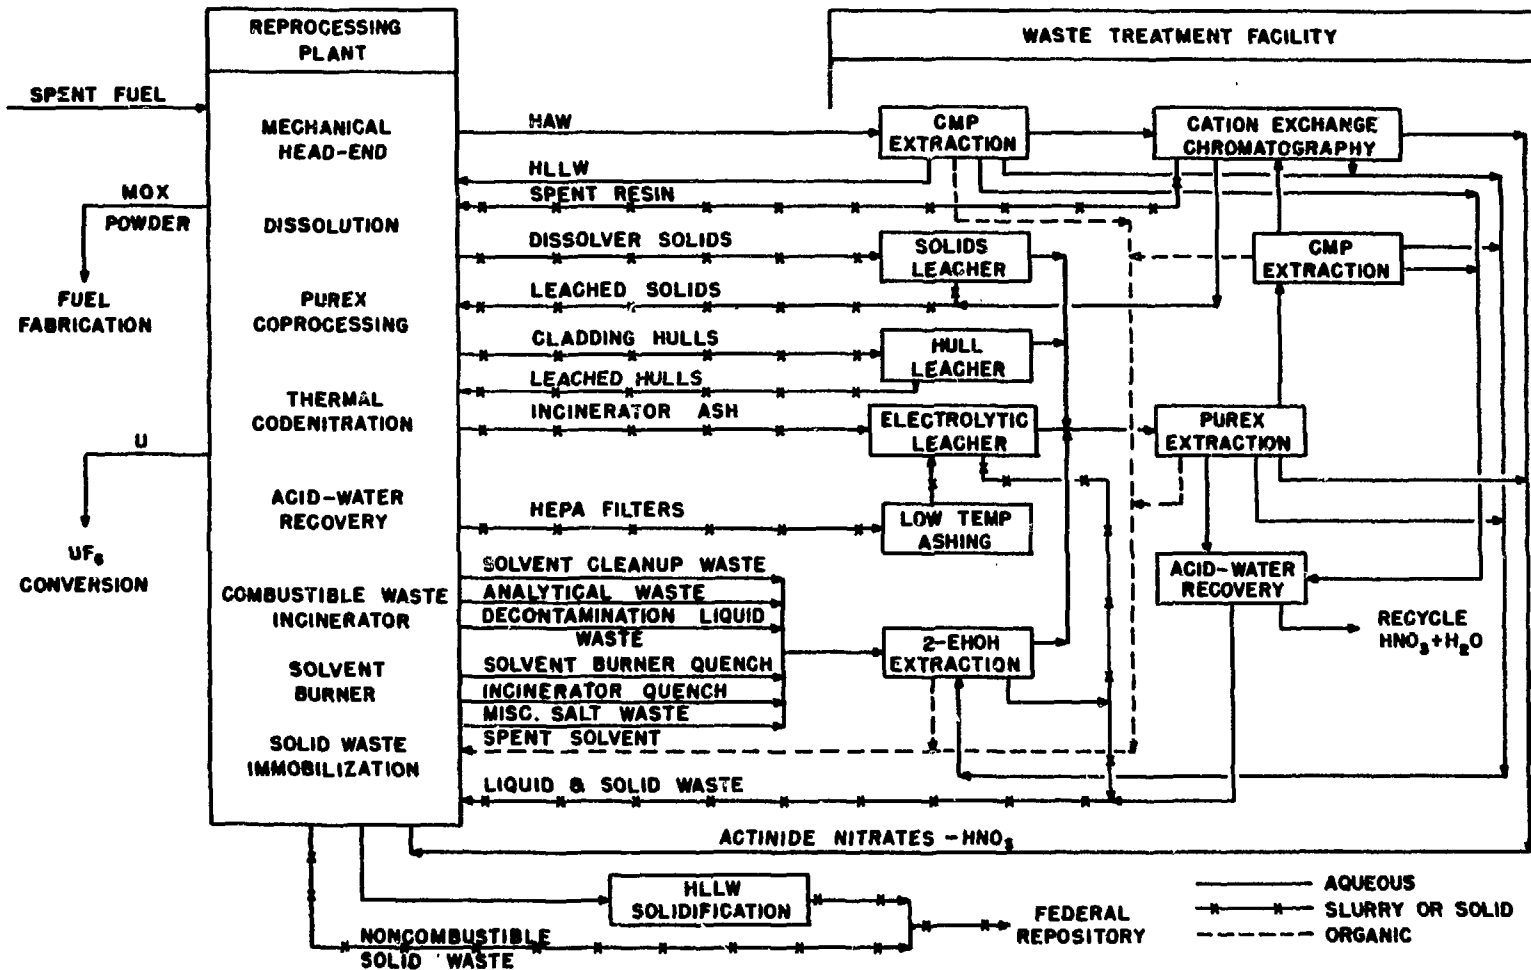 REPROCESSING
PLANT
WASTE TREATMENT FACILITY
SPENT FUEL
MECHANICAL
HEAD-END
HAW
CMP
EXTRACTION
CATION EXCHANGE
CHROMATOGRAPHY
HLLW
SPENT RESIN
MOX
POWDER
DISSOLUTION
DISSOLVER SOLIDS
SOLIDS
LEACHER
CMP
EXTRACTION
FUEL
FABRICATION
PUREX
COPROCESSING
LEACHED SOLIDS
CLADDING HULLS
HULL
LEACHER
LEACHED HULLS
THERMAL
CODENITRATION
INCINERATOR ASH
ELECTROLYTIC
LEACHER
PUREX
EXTRACTION
U
ACID-WATER
RECOVERY
HEPA FILTERS
LOW TEMP
ASHING
UF₆
CONVERSION
SOLVENT CLEANUP WASTE
ACID-WATER
RECOVERY
COMBUSTIBLE WASTE
INCINERATOR
ANALYTICAL WASTE
DECONTAMINATION LIQUID
WASTE
RECYCLE
HNO₃+H₂O
2-EHOH
EXTRACTION
SOLVENT
BURNER
SOLVENT BURNER QUENCH
INCINERATOR QUENCH
MISC. SALT WASTE
SPENT SOLVENT
SOLID WASTE
IMMOBILIZATION
LIQUID & SOLID WASTE
ACTINIDE NITRATES -HNO₃
HLLW
SOLIDIFICATION
NONCOMBUSTIBLE
SOLID WASTE
FEDERAL
REPOSITORY
AQUEOUS
SLURRY OR SOLID
ORGANIC